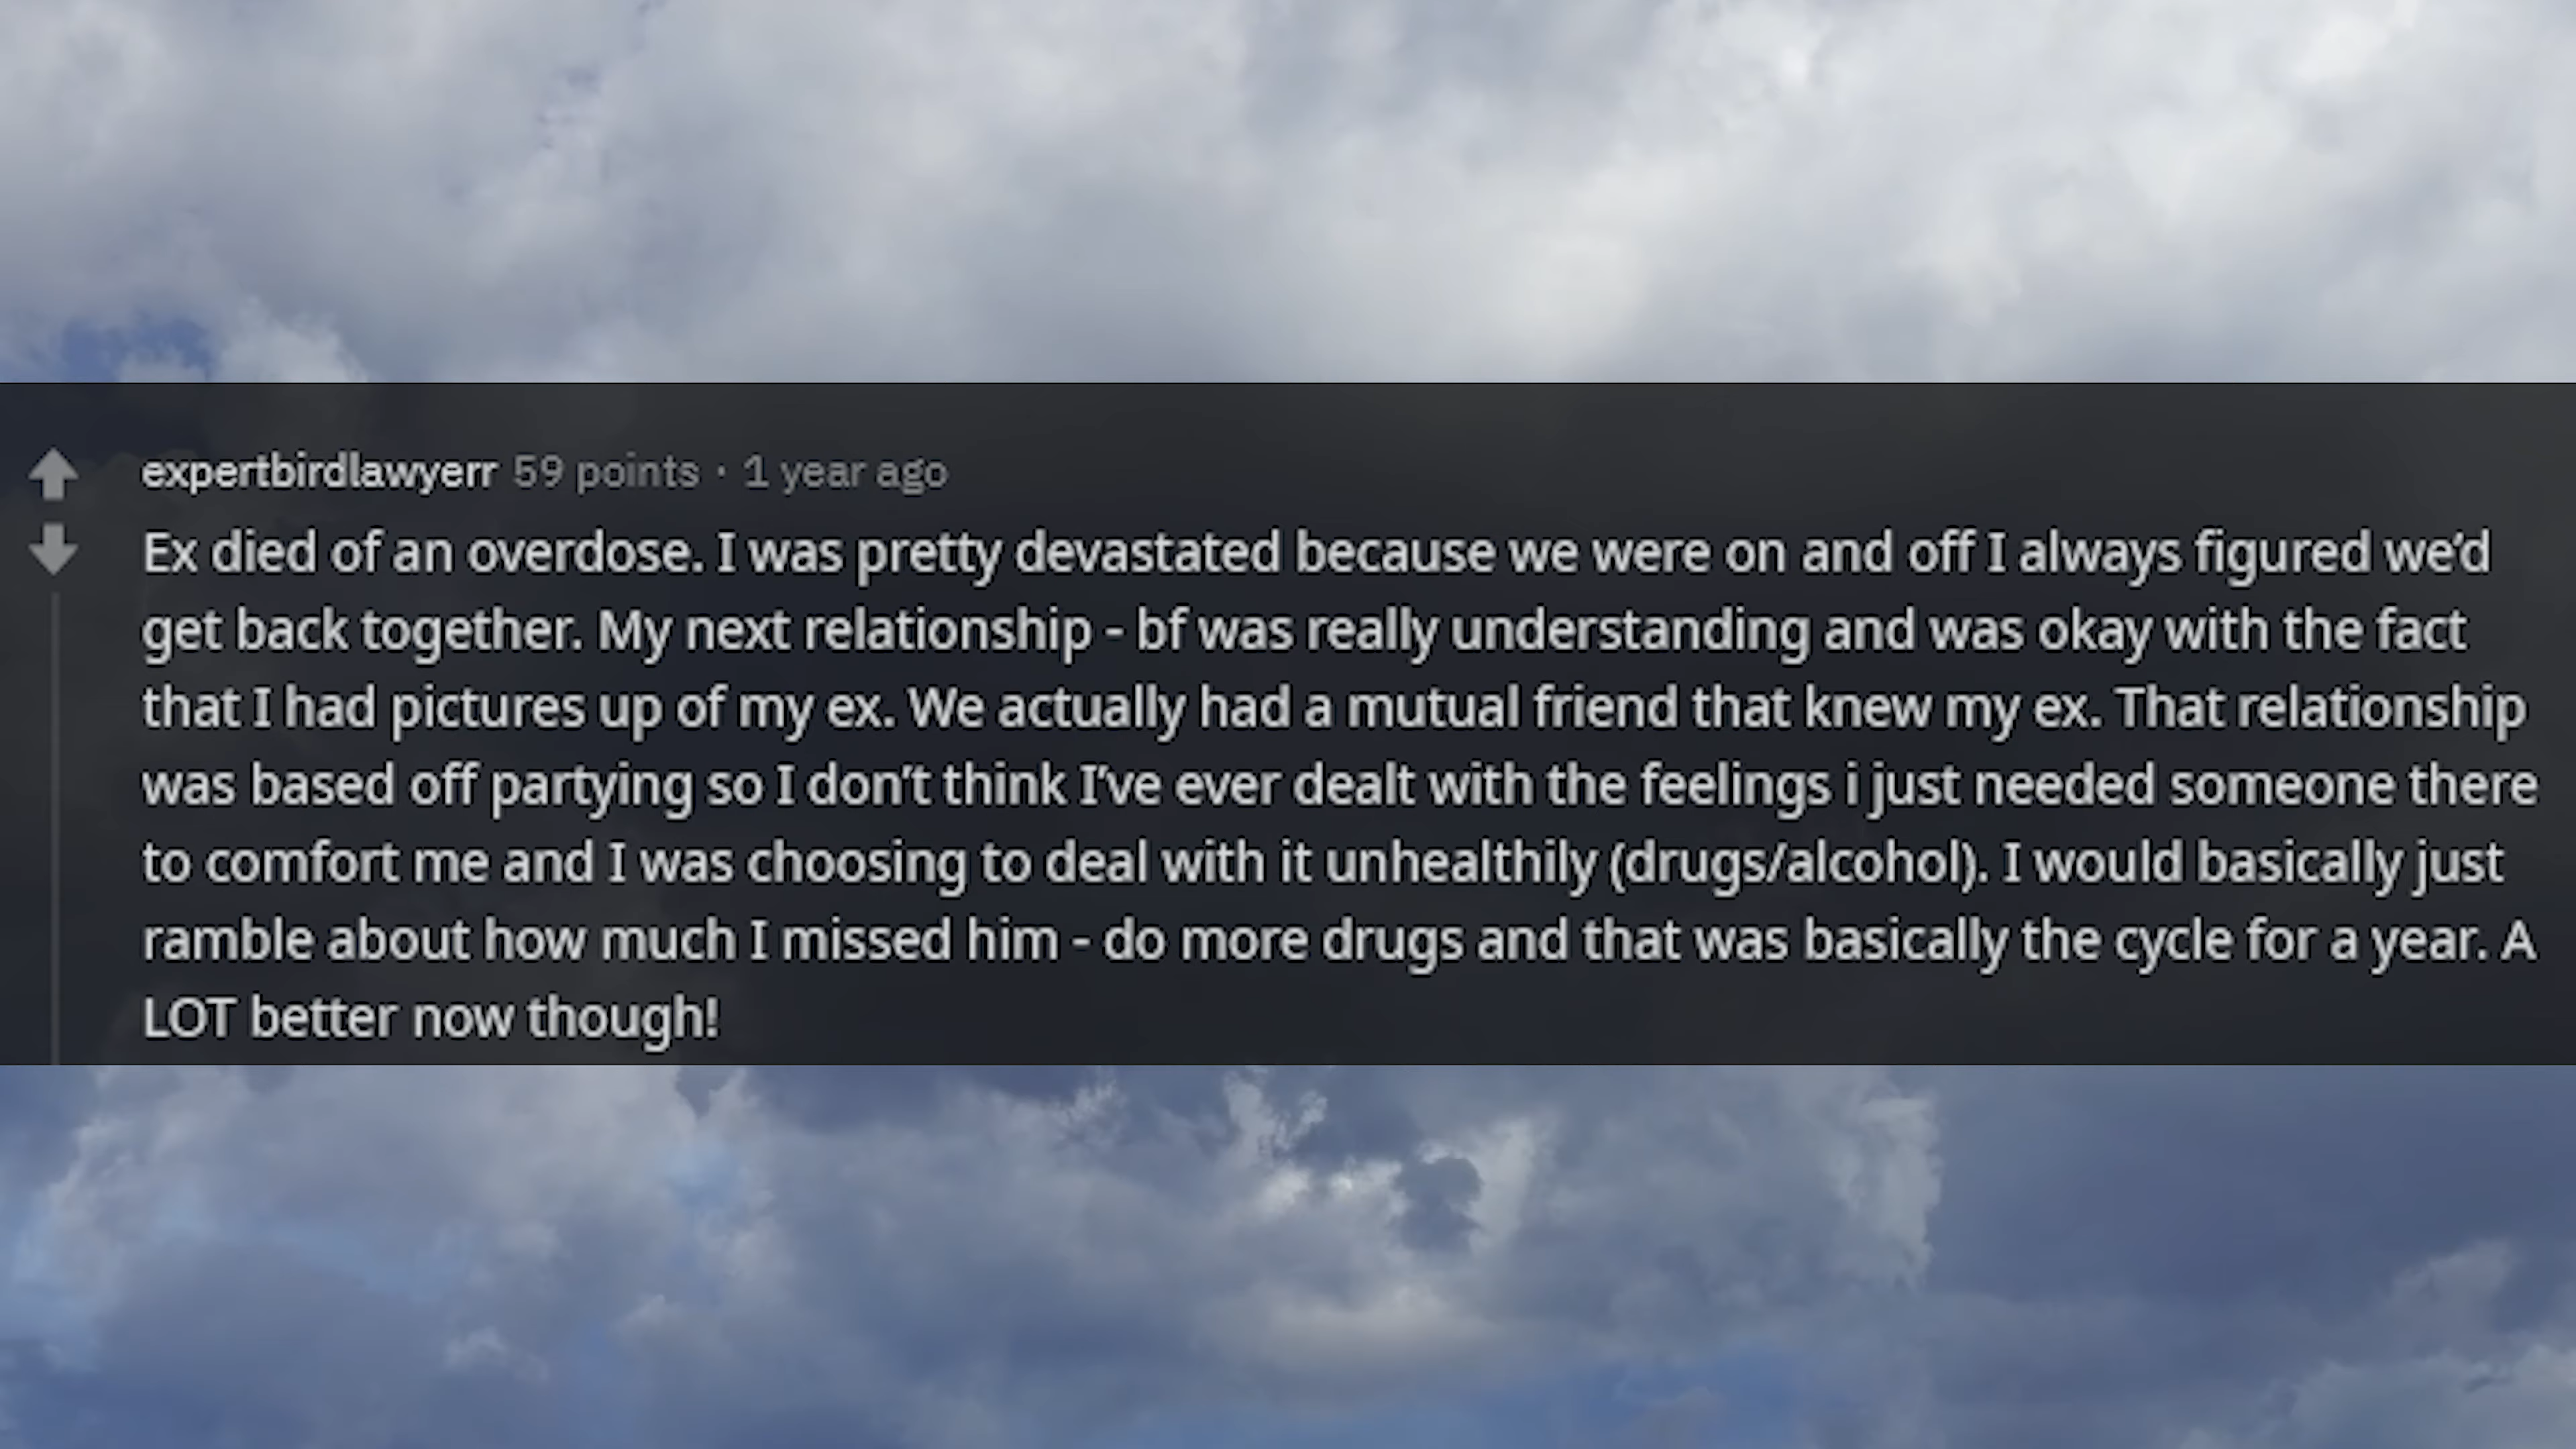 expertbirdlawyerr 59 points · 1 year ago
Ex died of an overdose. I was pretty devastated because we were on and off I always figured we'd
get back together. My next relationship - bf was really understanding and was okay with the fact
that I had pictures up of my ex. We actually had a mutual friend that knew my ex. That relationship
was based off partying so I don't think I've ever dealt with the feelings i just needed someone there
to comfort me and I was choosing to deal with it unhealthily (drugs/alcohol). I would basically just
ramble about how much I missed him - do more drugs and that was basically the cycle for a year. A
LOT better now though!